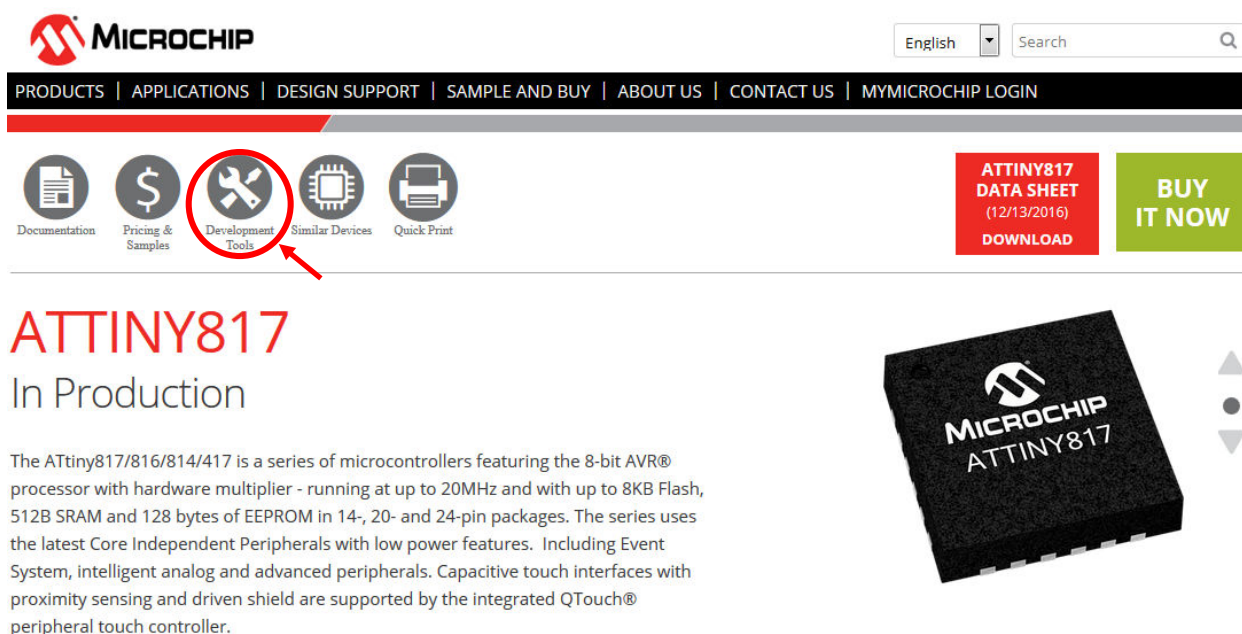 MICROCHIP
English
Search
PRODUCTS | APPLICATIONS | DESIGN SUPPORT | SAMPLE AND BUY | ABOUT US | CONTACT US | MYMICROCHIP LOGIN
Documentation
Pricing &
Samples
Development
Tools
Similar Devices
Quick Print
ATTINY817
DATA SHEET
(12/13/2016)
DOWNLOAD
BUY
IT NOW
ATTINY817
In Production
The ATtiny817/816/814/417 is a series of microcontrollers featuring the 8-bit AVR®
processor with hardware multiplier - running at up to 20MHz and with up to 8KB Flash,
512B SRAM and 128 bytes of EEPROM in 14-, 20- and 24-pin packages. The series uses
the latest Core Independent Peripherals with low power features.  Including Event
System, intelligent analog and advanced peripherals. Capacitive touch interfaces with
proximity sensing and driven shield are supported by the integrated QTouch®
peripheral touch controller.
MICROCHIP
ATTINY817